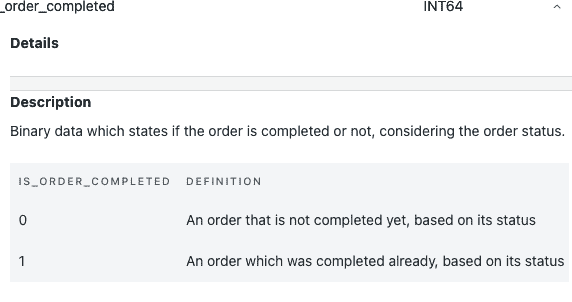 _order_completed INT64
Details
Description
Binary data which states if the order is completed or not, considering the order status.
IS_ORDER_COMPLETED DEFINITION
0 An order that is not completed yet, based on its status
1 An order which was completed already, based on its status